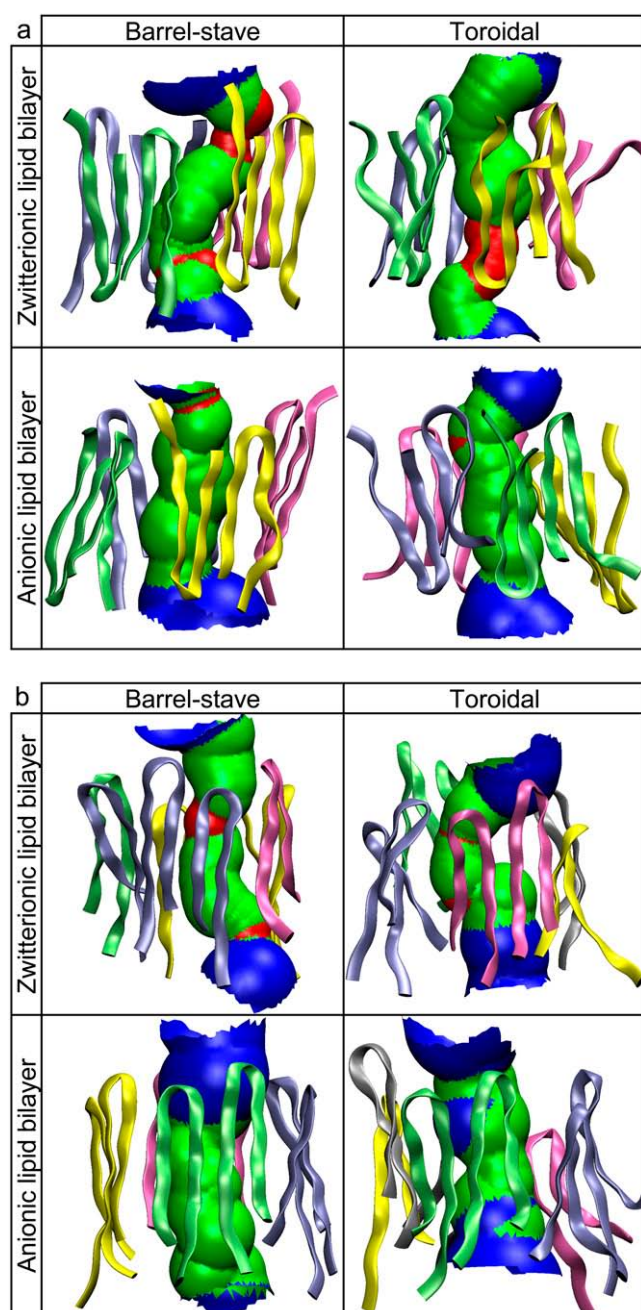 a
Barrel-stave Toroidal
Zwitterionic lipid bilayer
Anionic lipid bilayer
b
Barrel-stave Toroidal
Zwitterionic lipid bilayer
Anionic lipid bilayer